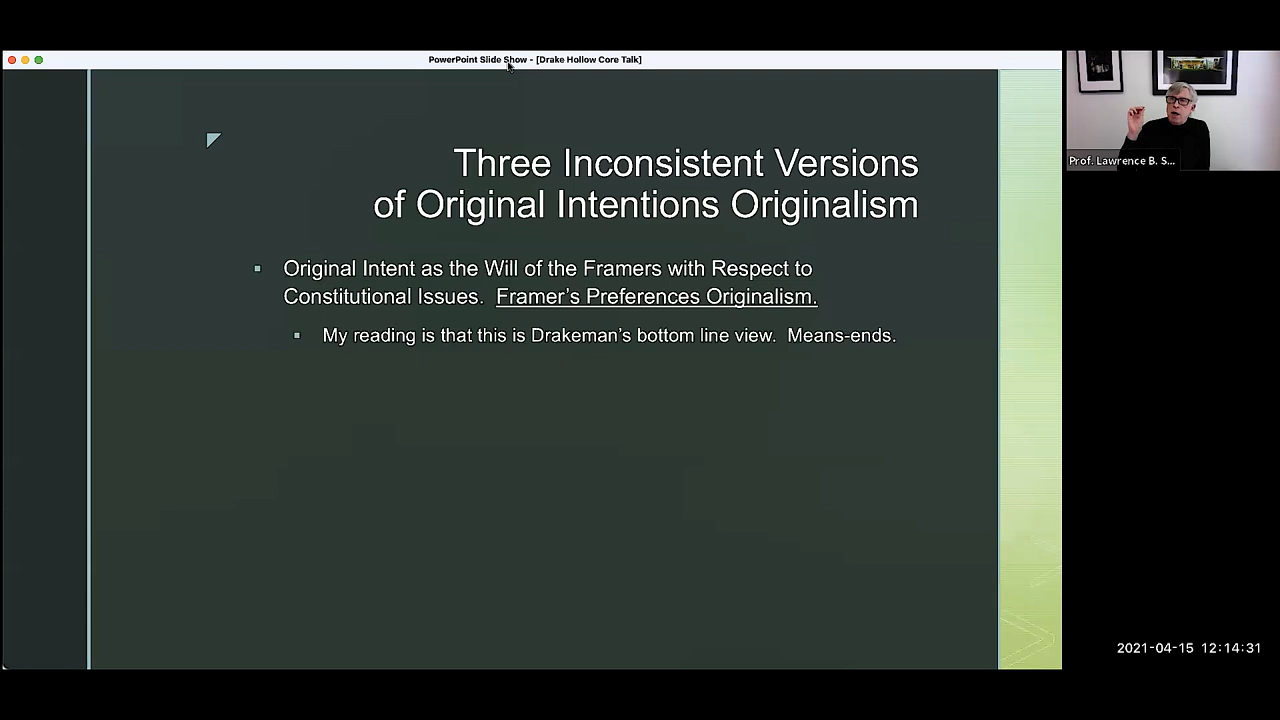 PowerPoint Slide Show - [Drake Hollow Core Talk]
Three Inconsistent Versions
of Original Intentions Originalism
Original Intent as the Will of the Framers with Respect to
Constitutional Issues. Framer's Preferences Originalism.
My reading is that this is Drakeman's bottom line view. Means-ends.
Prof. Lawrence B. S...
2021-04-15 12:14:31